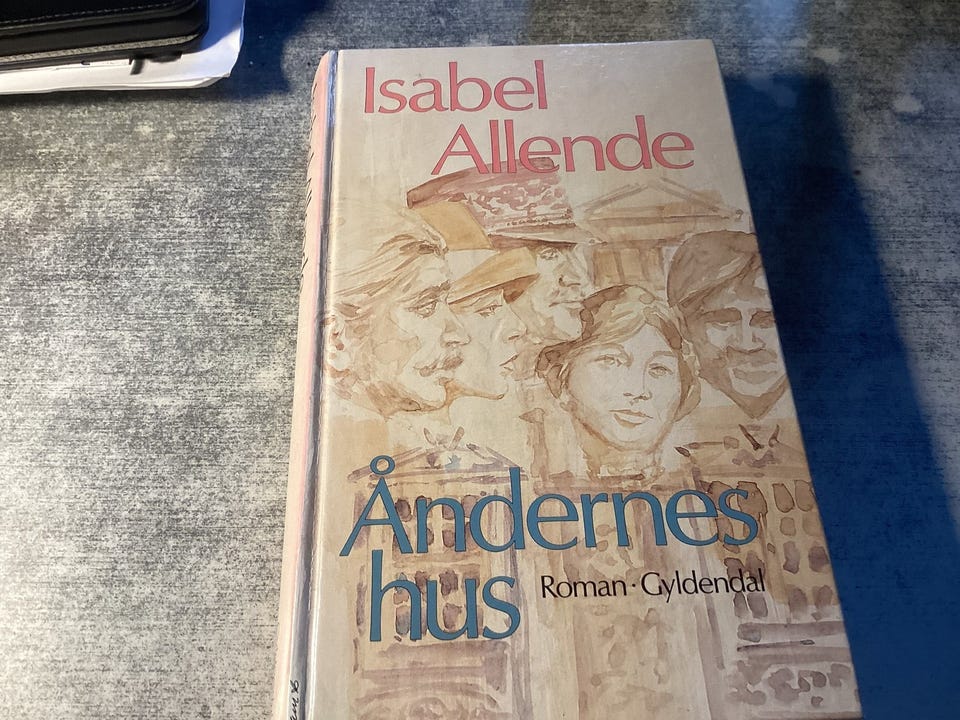 Isabel
Allende
Åndernes
hus
Roman · Gyldendal